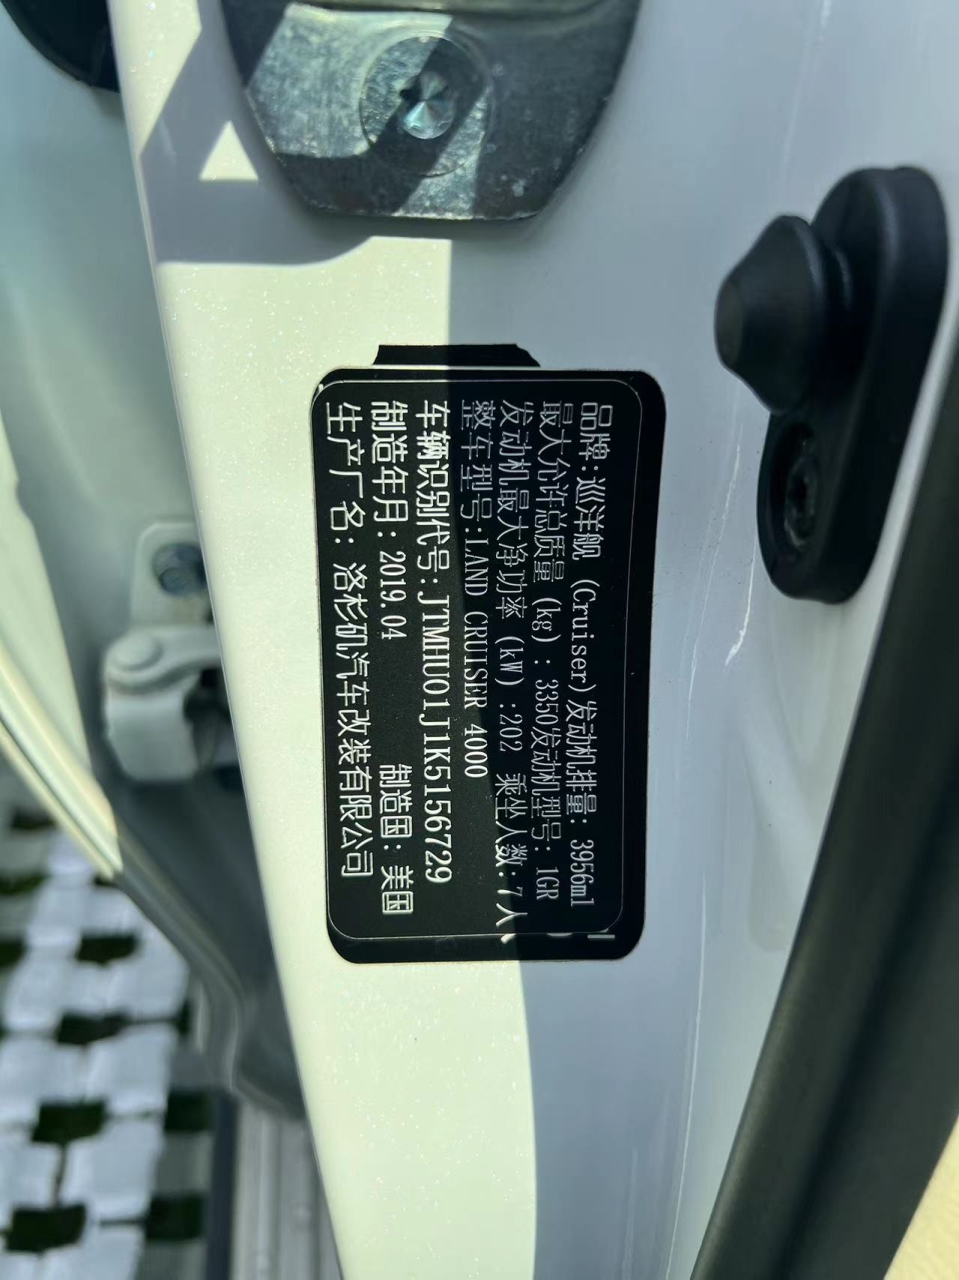 品牌:巡洋舰 (Cruiser)发动机排量: 3956ml
最大允许总质量 (kg) : 3350发动机型号: 1GR
发动机最大净功率 (kW) :202 乘坐人数:7人
整车型号:LAND CRUISER 4000
车辆识别代号:JTMHU01J1K5156729
制造年月: 2019.04 制造国: 美国
生产厂名: 洛杉矶汽车改装有限公司